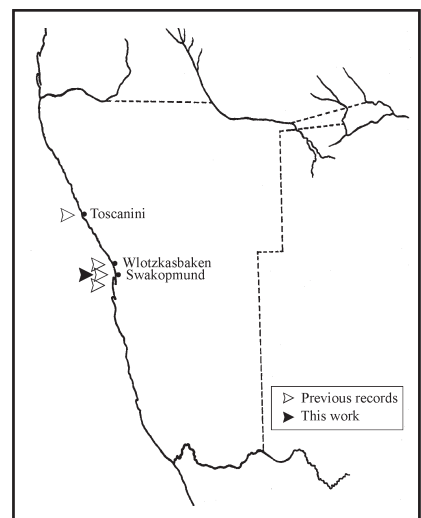 Toscanini
Wlotzkasbaken
Swakopmund
Previous records
This work